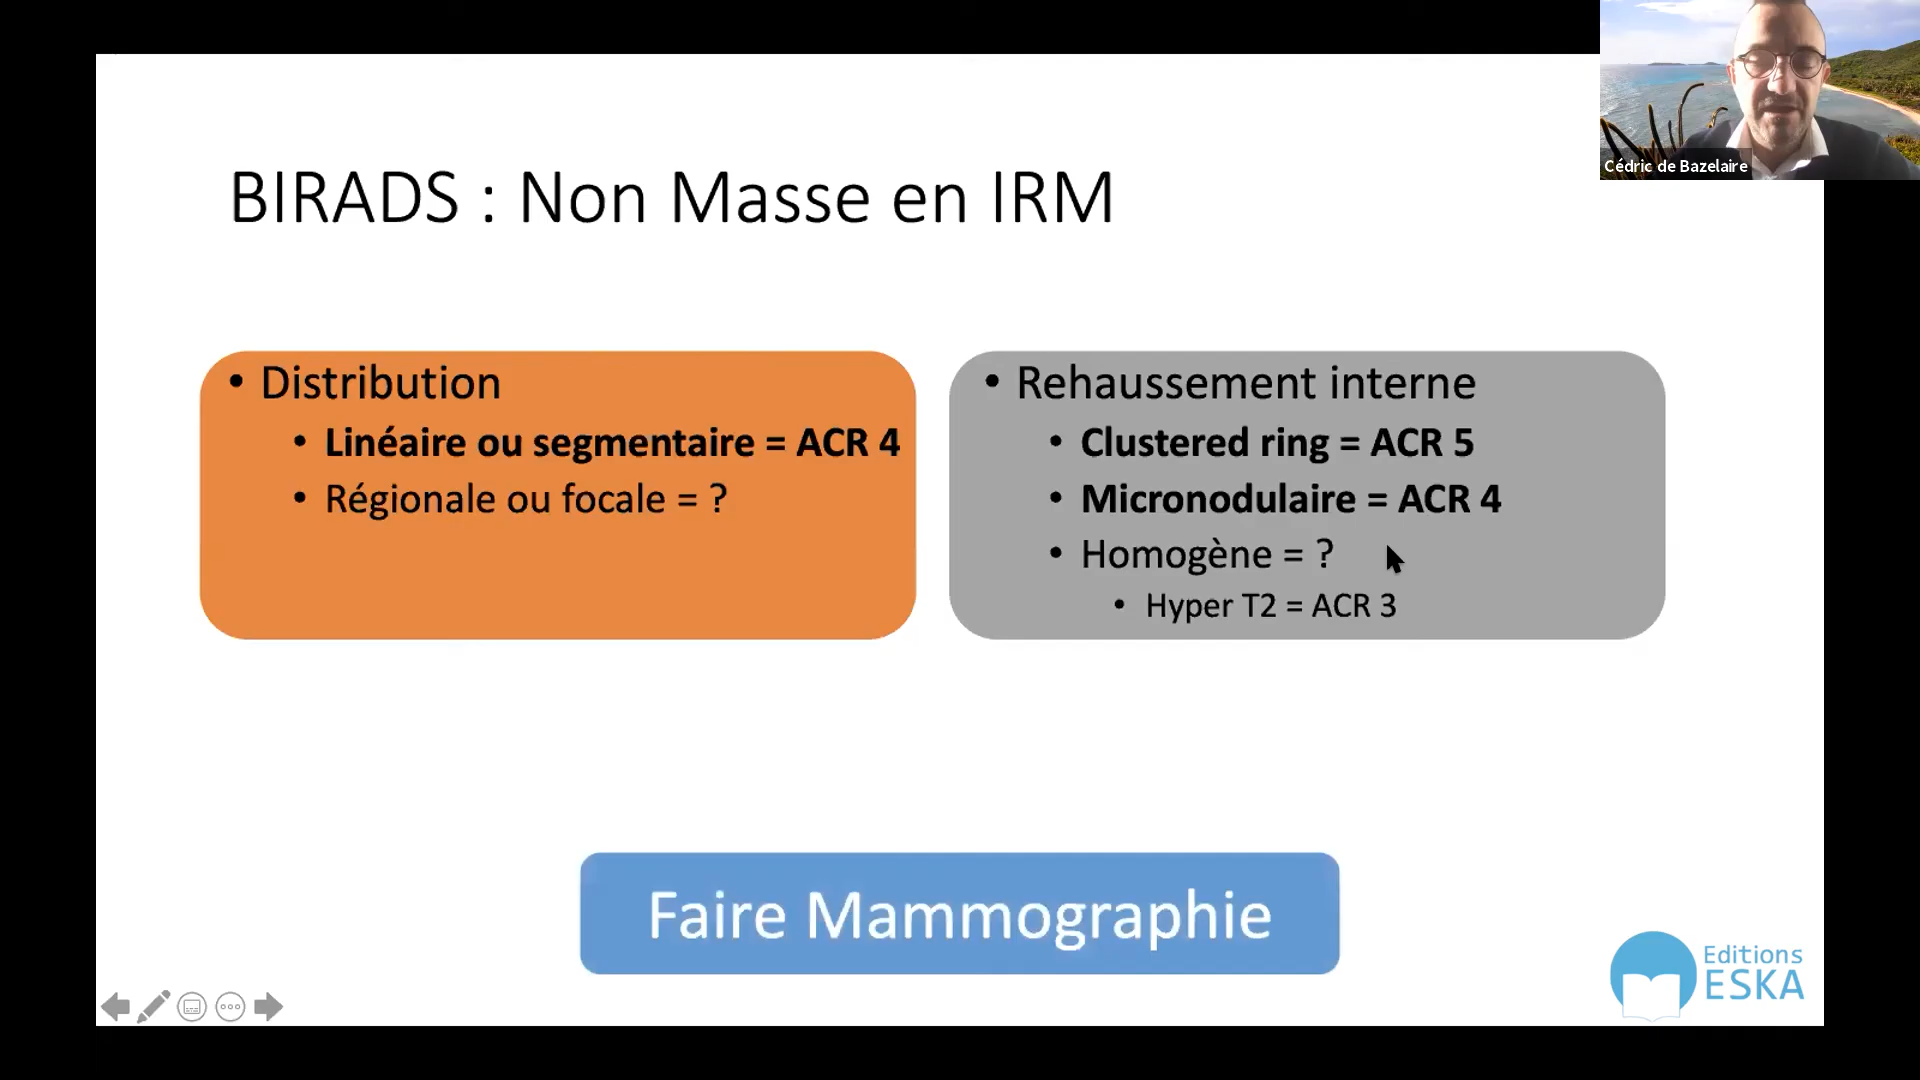 Cédric de Bazelaire
BIRADS : Non Masse en IRM
• Distribution
• Linéaire ou segmentaire = ACR 4
• Régionale ou focale = ?
• Rehaussement interne
• Clustered ring = ACR 5
• Micronodulaire = ACR 4
• Homogène = ?
• Hyper T2 = ACR 3
Faire Mammographie
Editions
ESKA